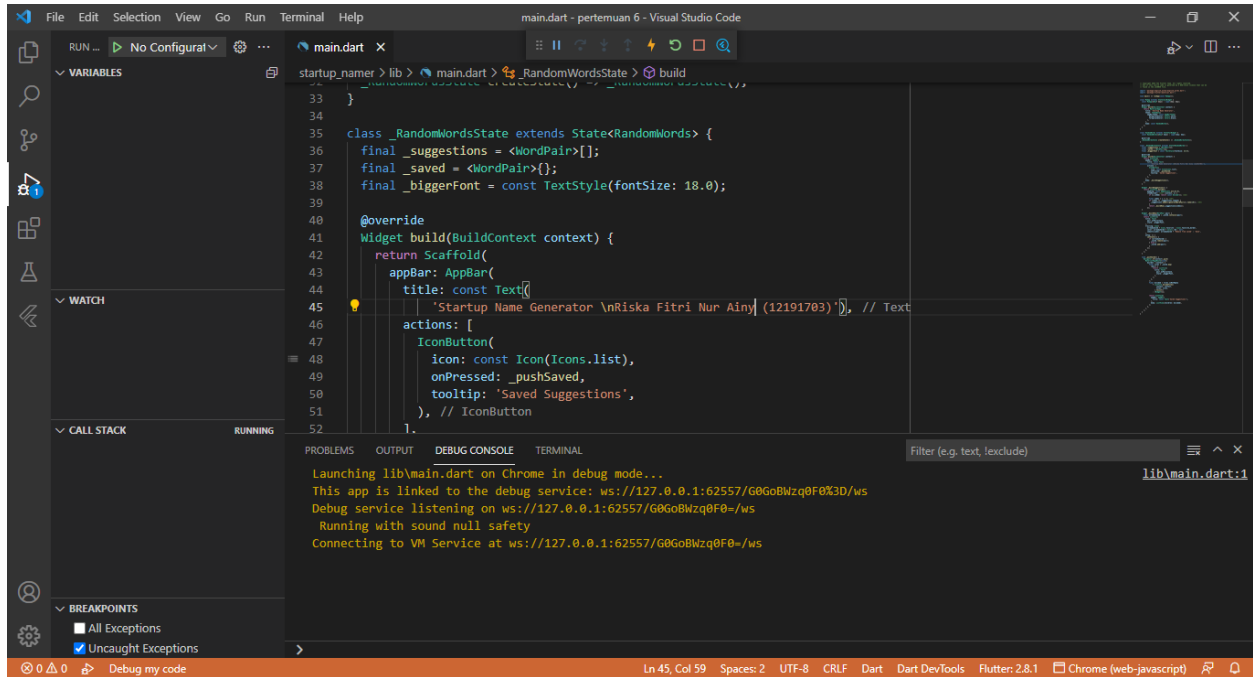 File Edit Selection View Go Run Terminal Help main.dart - pertemuan 6 - Visual Studio Code
RUN ... No Configurat
VARIABLES
WATCH
CALL STACK RUNNING
BREAKPOINTS
All Exceptions
Uncaught Exceptions
1
main.dart
startup_namer > lib > main.dart > _RandomWordsState > build
32 _RandomWordsState createState() => _RandomWordsState();
33 }
34
35 class _RandomWordsState extends State<RandomWords> {
36 final _suggestions = <WordPair>[];
37 final _saved = <WordPair>{};
38 final _biggerFont = const TextStyle(fontSize: 18.0);
39
40 @override
41 Widget build(BuildContext context) {
42 return Scaffold(
43 appBar: AppBar(
44 title: const Text(
45 'Startup Name Generator \nRiska Fitri Nur Ainy (12191703)'), // Text
46 actions: [
47 IconButton(
48 icon: const Icon(Icons.list),
49 onPressed: _pushSaved,
50 tooltip: 'Saved Suggestions',
51 ), // IconButton
52 ],
PROBLEMS OUTPUT DEBUG CONSOLE TERMINAL Filter (e.g. text, !exclude)
Launching lib\main.dart on Chrome in debug mode... lib\main.dart:1
This app is linked to the debug service: ws://127.0.0.1:62557/G0GoBWzq0F0%3D/ws
Debug service listening on ws://127.0.0.1:62557/G0GoBWzq0F0=/ws
Running with sound null safety
Connecting to VM Service at ws://127.0.0.1:62557/G0GoBWzq0F0=/ws
>
0 0 Debug my code Ln 45, Col 59 Spaces: 2 UTF-8 CRLF Dart Dart DevTools Flutter: 2.8.1 Chrome (web-javascript)